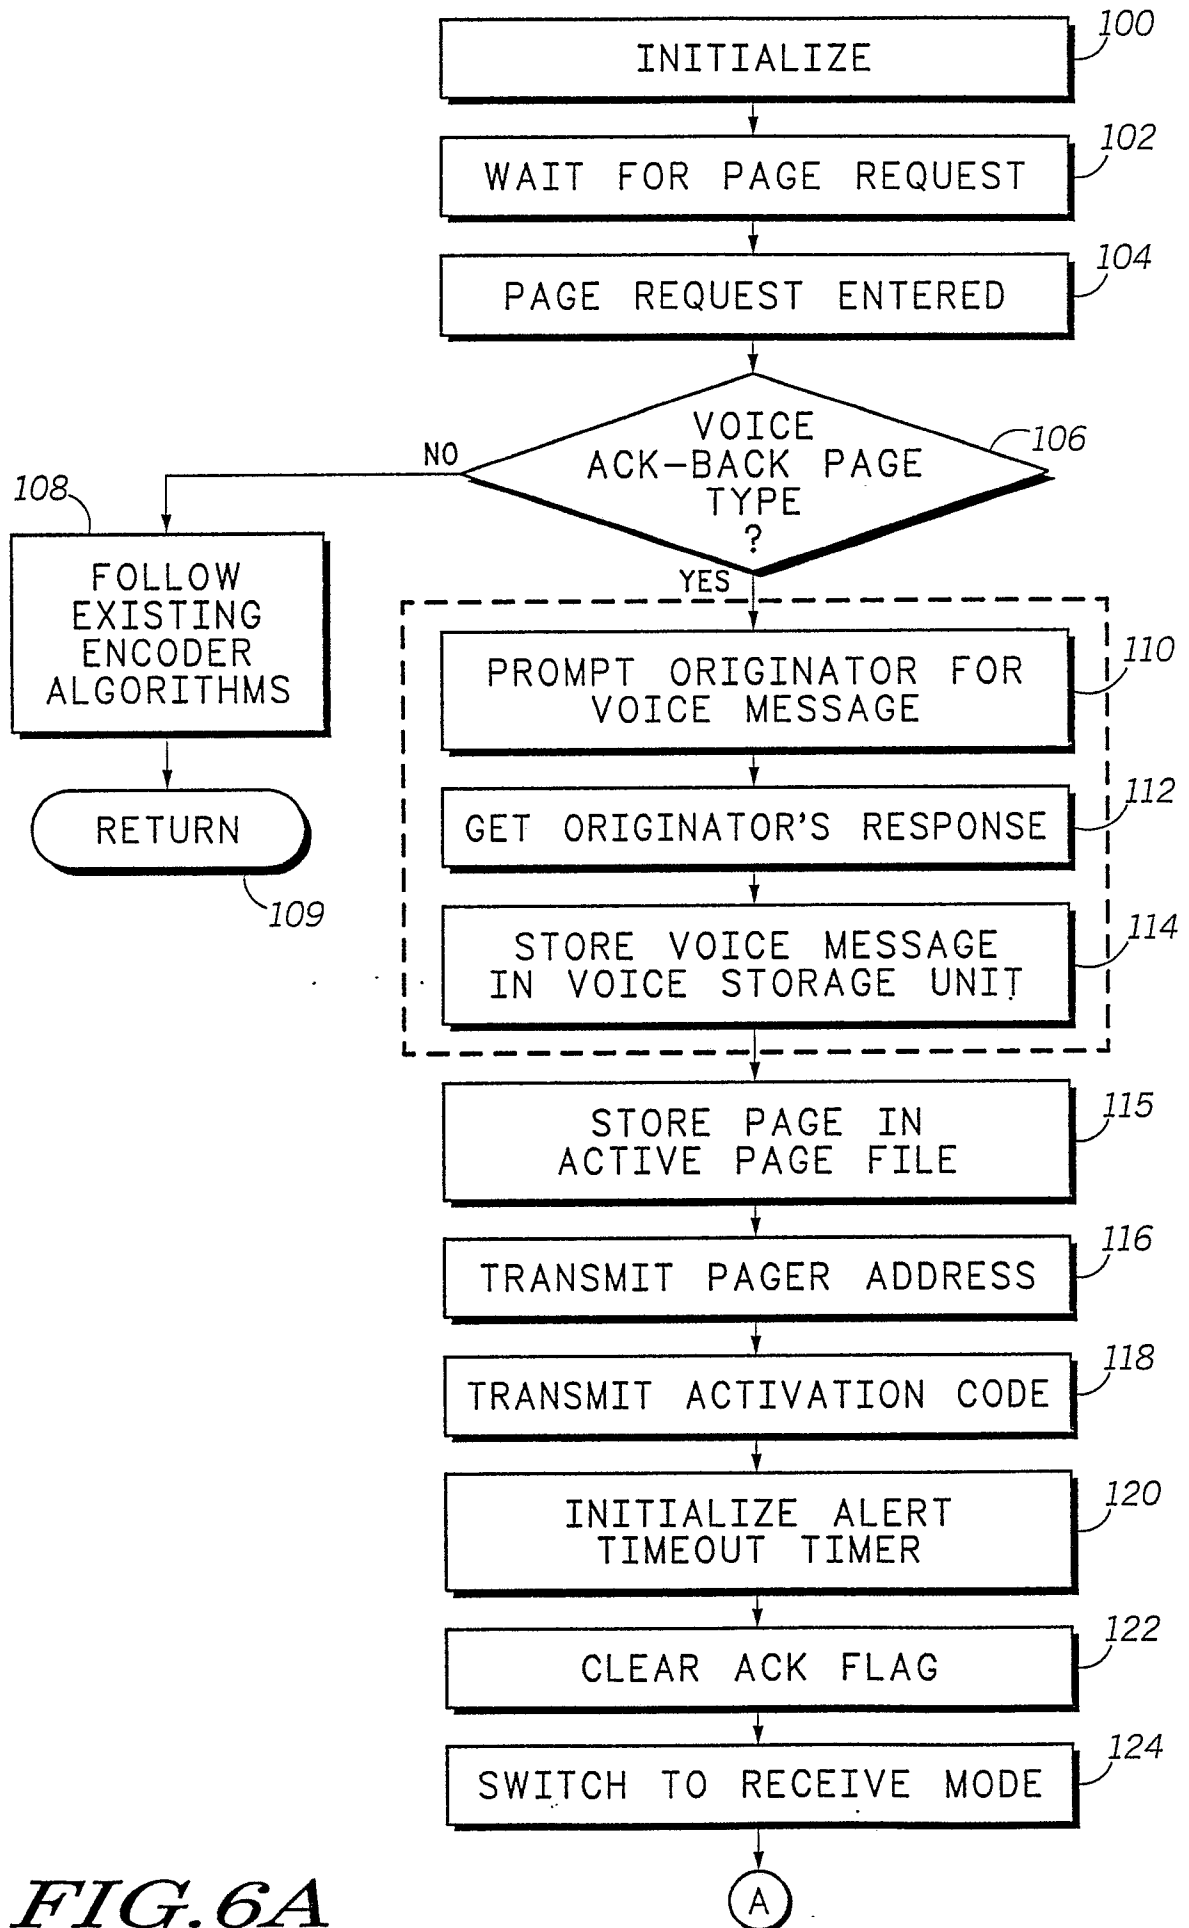 100
INITIALIZE
102
WAIT FOR PAGE REQUEST
104
PAGE REQUEST ENTERED
106
VOICE
ACK-BACK PAGE
TYPE
?
NO
YES
108
FOLLOW
EXISTING
ENCODER
ALGORITHMS
RETURN
109
110
PROMPT ORIGINATOR FOR
VOICE MESSAGE
112
GET ORIGINATOR'S RESPONSE
114
STORE VOICE MESSAGE
IN VOICE STORAGE UNIT
115
STORE PAGE IN
ACTIVE PAGE FILE
116
TRANSMIT PAGER ADDRESS
118
TRANSMIT ACTIVATION CODE
120
INITIALIZE ALERT
TIMEOUT TIMER
122
CLEAR ACK FLAG
124
SWITCH TO RECEIVE MODE
A
FIG.6A